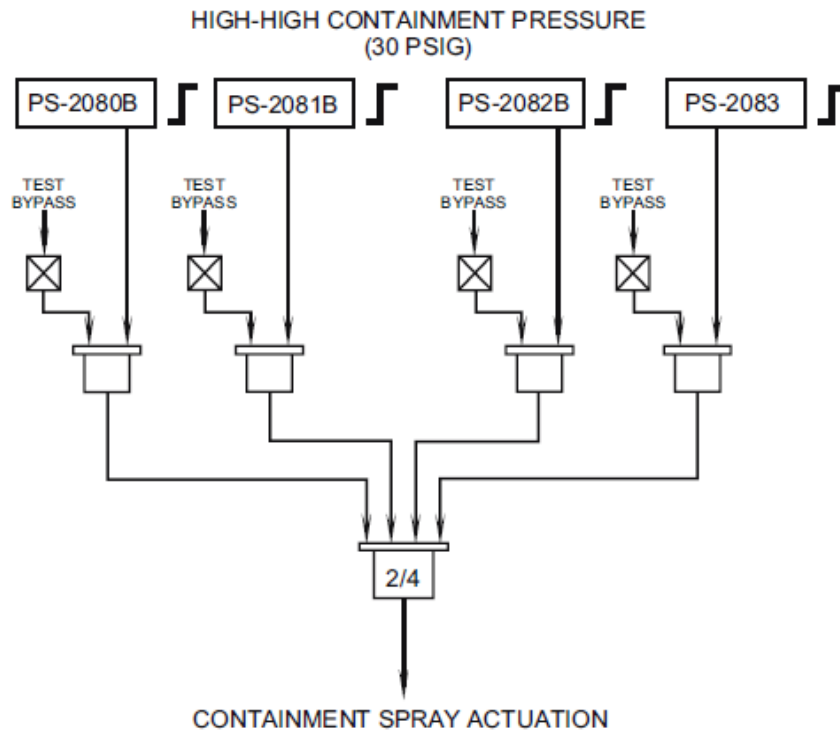 HIGH-HIGH CONTAINMENT PRESSURE
(30 PSIG)
PS-2080B
PS-2081B
PS-2082B
PS-2083
TEST
BYPASS
TEST
BYPASS
TEST
BYPASS
TEST
BYPASS
2/4
CONTAINMENT SPRAY ACTUATION